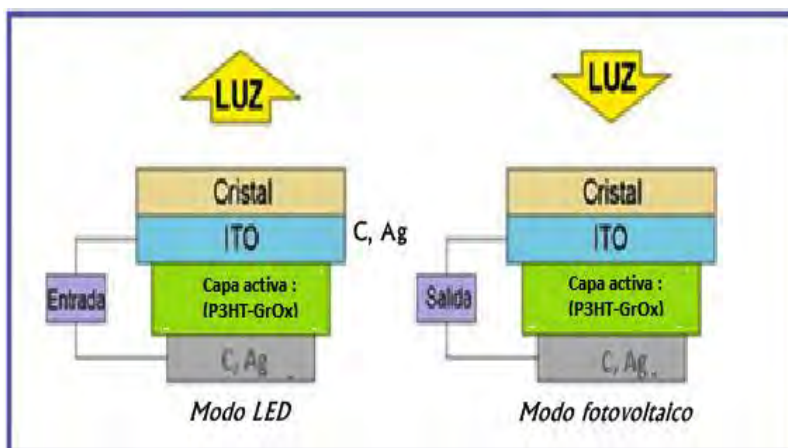 LUZ
Cristal
ITO
C, Ag
Entrada
Capa activa :
(P3HT-GrOx)
C, Ag
Modo LED
LUZ
Cristal
ITO
Salida
Capa activa :
(P3HT-GrOx)
C, Ag
Modo fotovoltaico